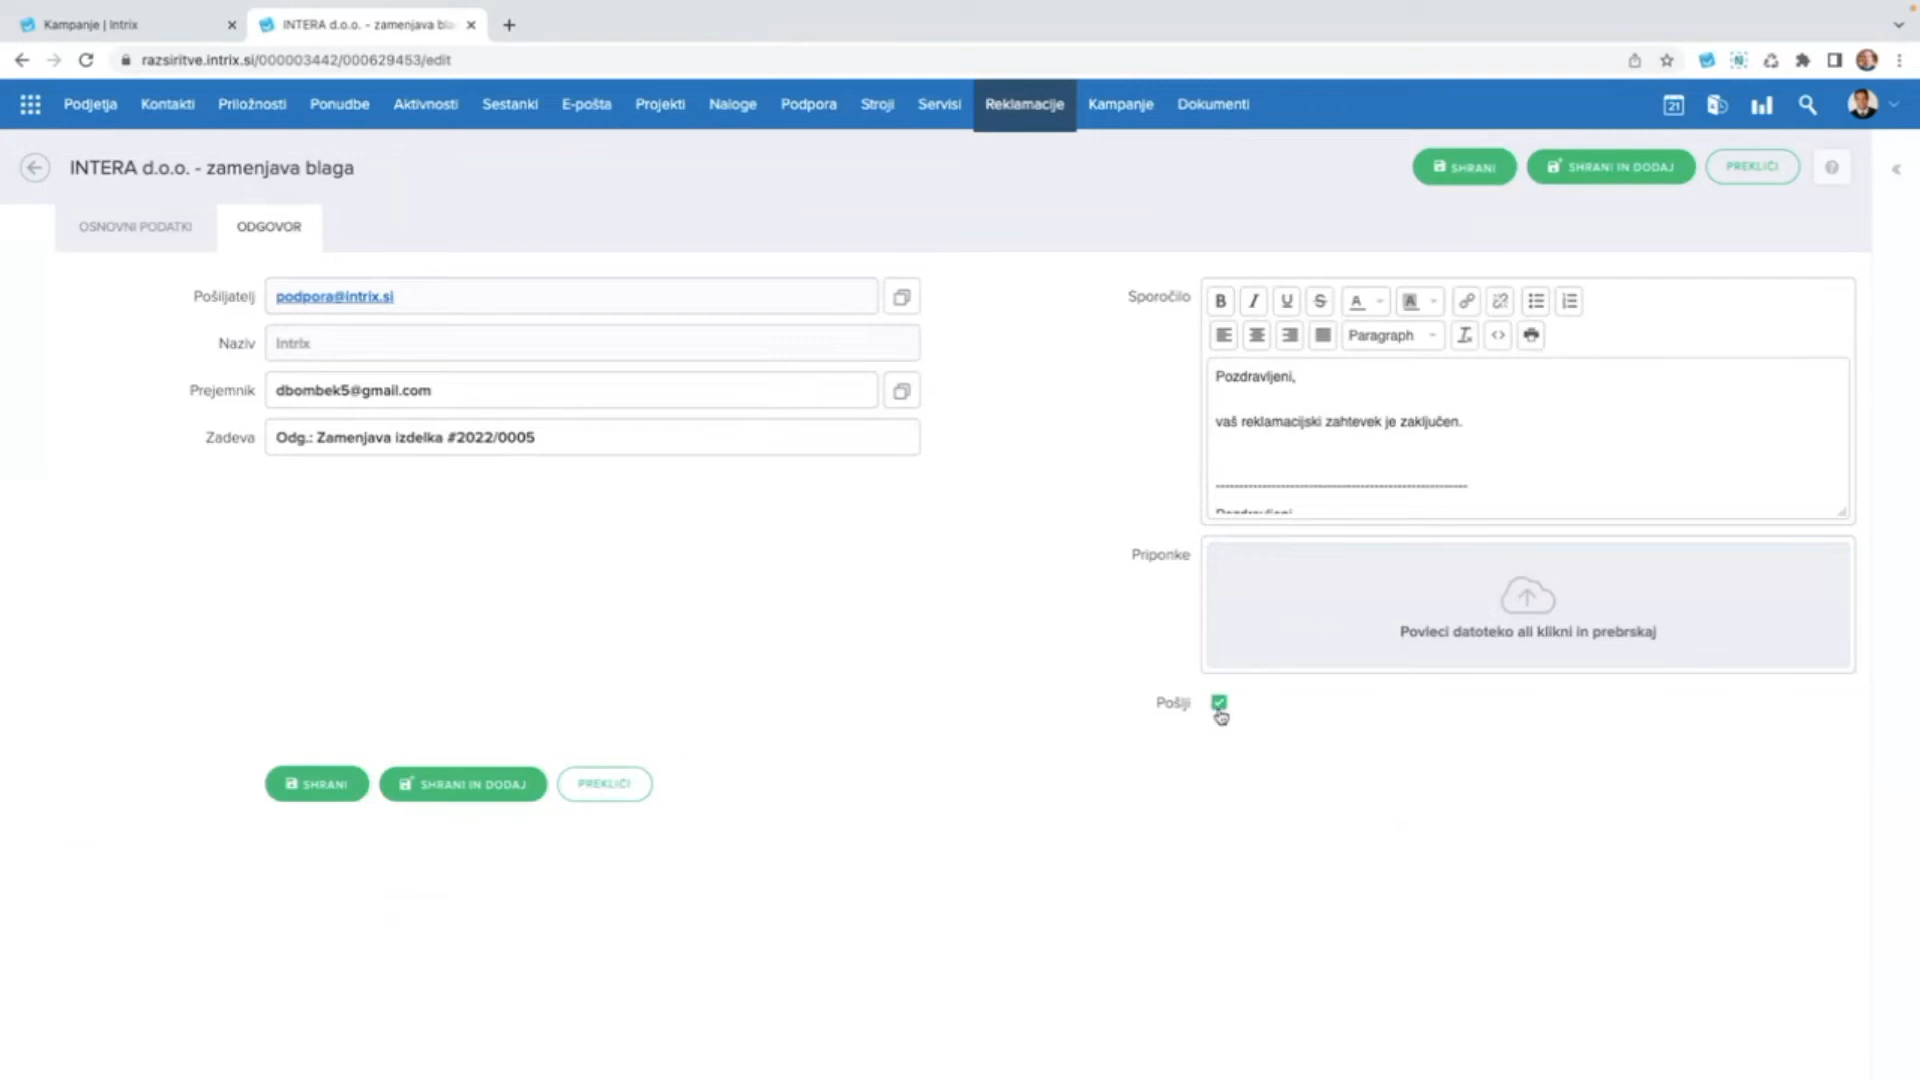 Kampanje | Intrix
INTERA d.o.o. - zamenjava bla
razsiritve.intrix.si/000003442/000629453/edit
Podjetja Kontakti Priložnosti Ponudbe Aktivnosti Sestanki E-pošta Projekti Naloge Podpora Stroji Servisi Reklamacije Kampanje Dokumenti 21
INTERA d.o.o. - zamenjava blaga
SHRANI SHRANI IN DODAJ PREKLIČI
OSNOVNI PODATKI ODGOVOR
Pošiljatelj podpora@intrix.si
Naziv Intrix
Prejemnik dbombek5@gmail.com
Zadeva Odg.: Zamenjava izdelka #2022/0005
Sporočilo B I U S A A
Paragraph
Pozdravljeni,
vaš reklamacijski zahtevek je zaključen.
Priponke
Povleci datoteko ali klikni in prebrskaj
Pošlji
SHRANI SHRANI IN DODAJ PREKLIČI